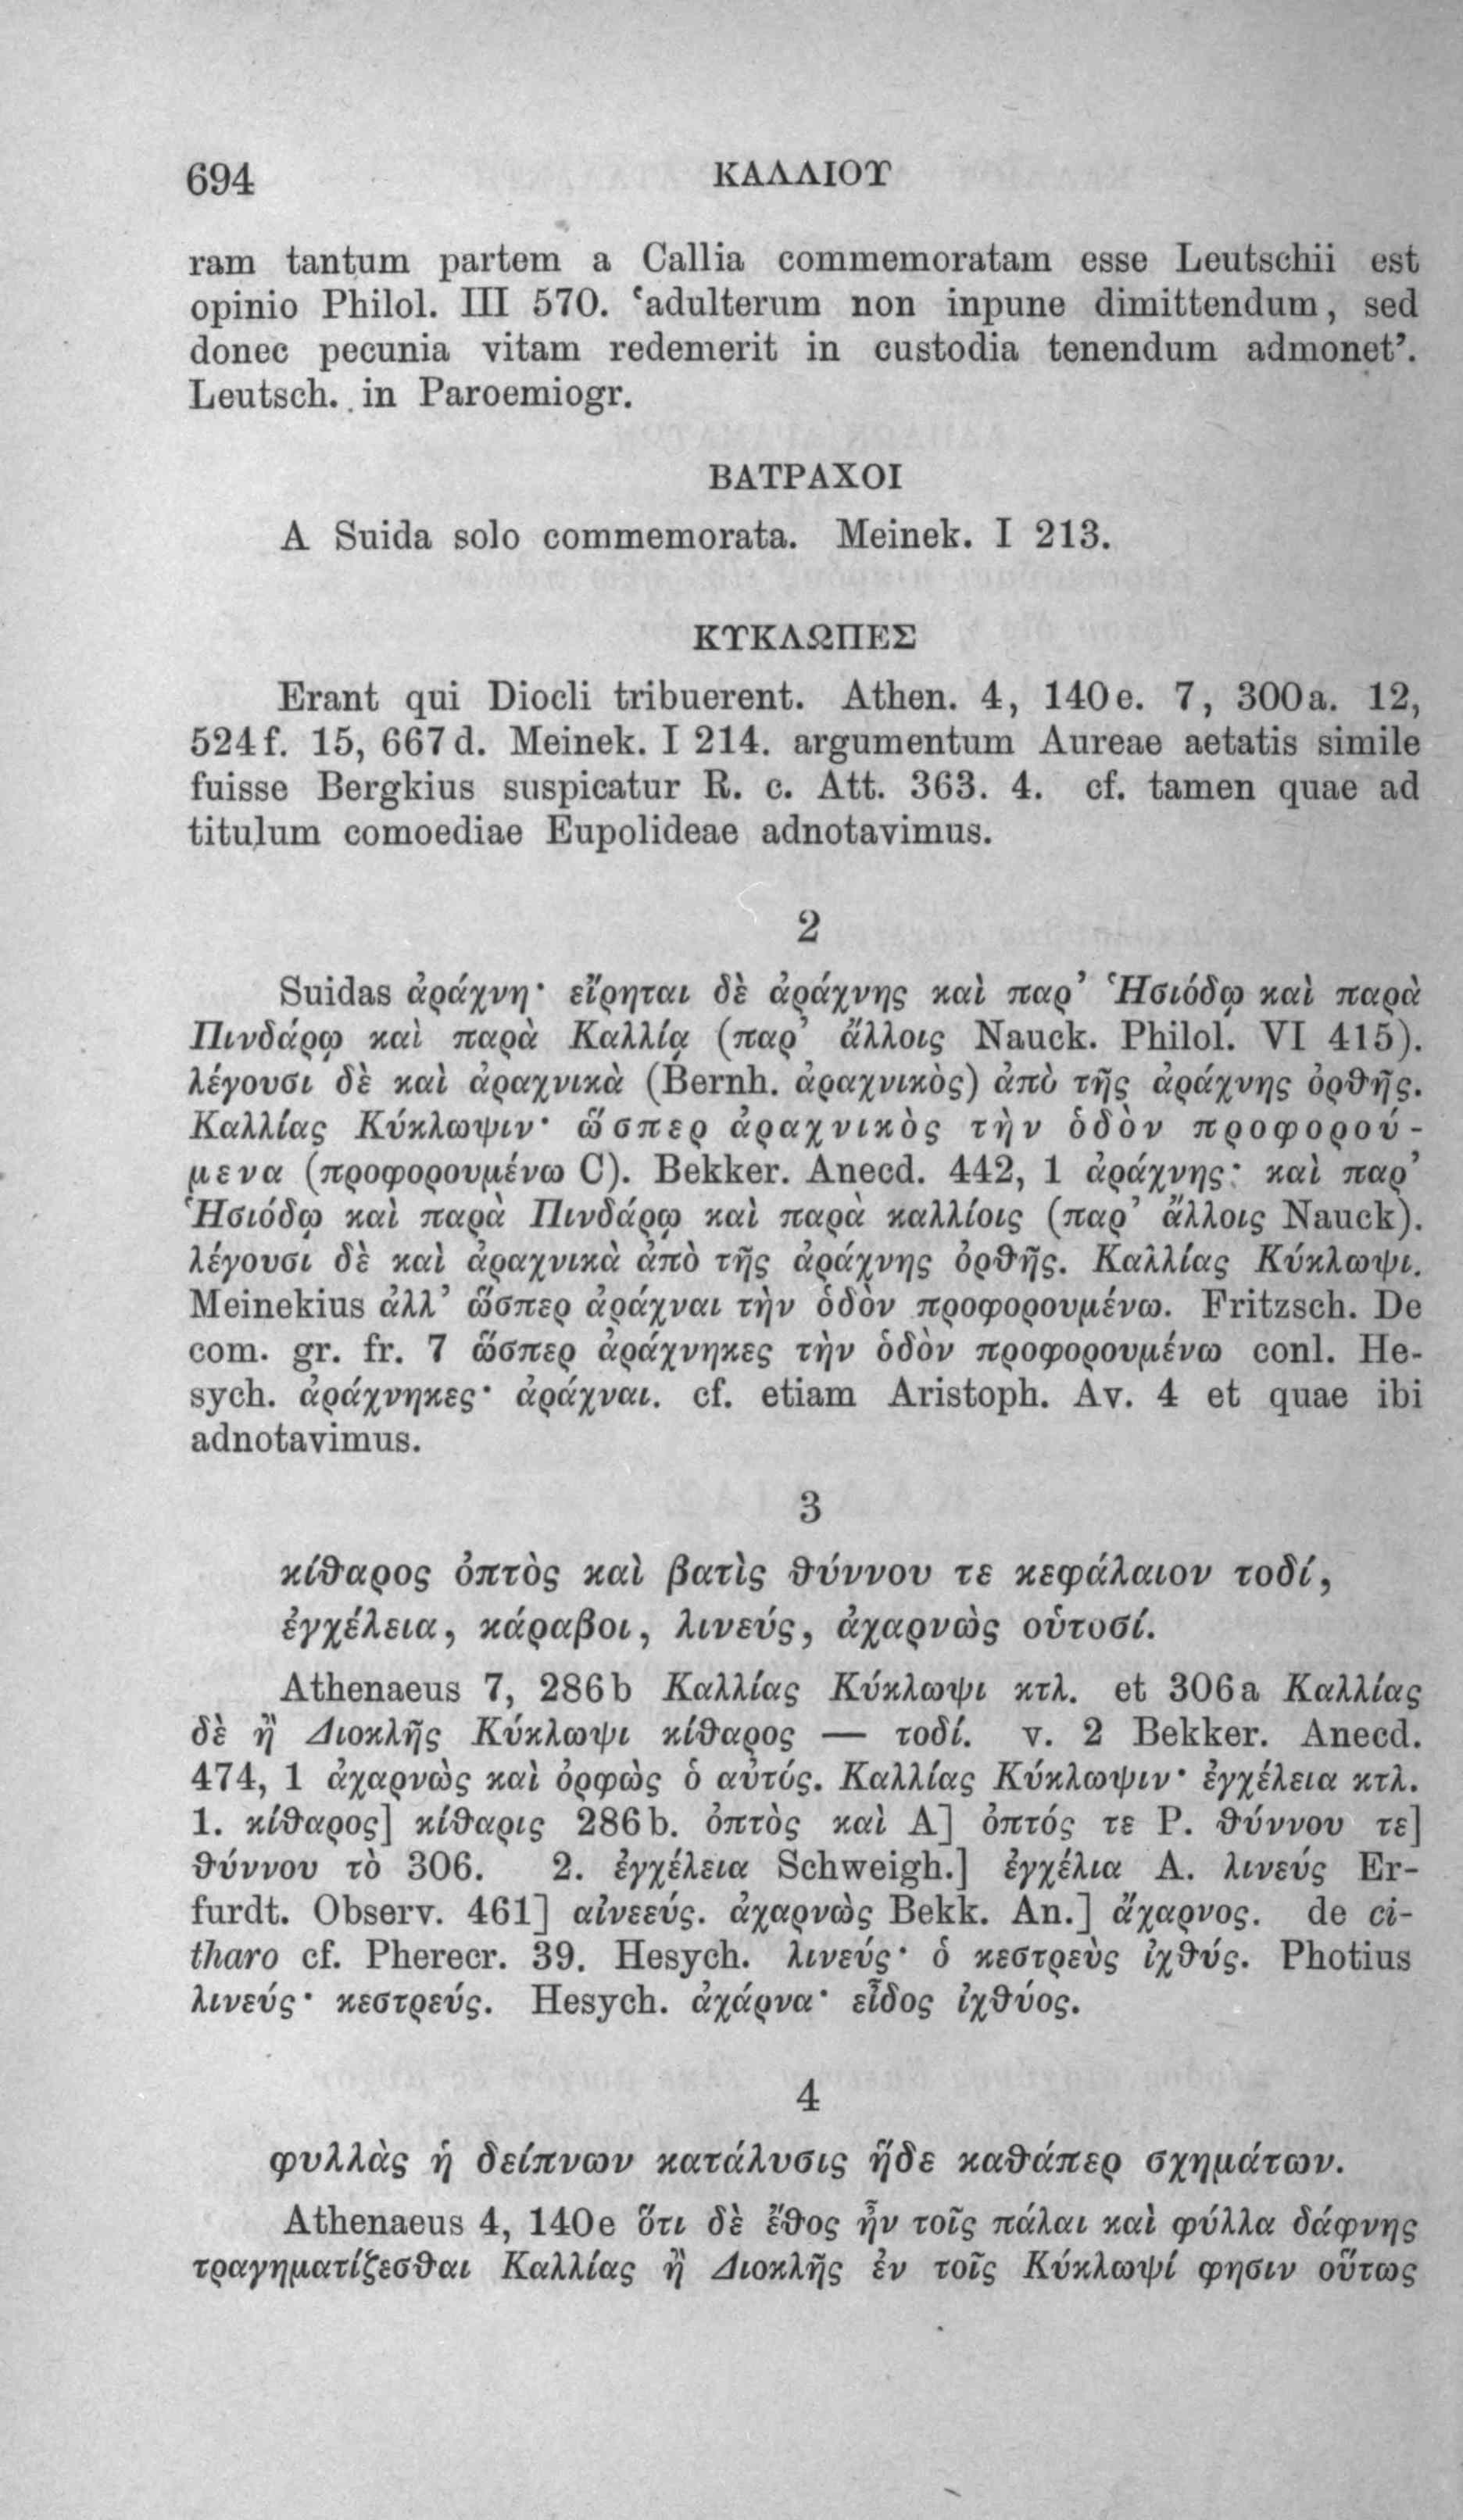 694 ΚΑΛΛΙΟΥ
ram tantum partem a Callia commemoratam esse Leutschii est
opinio Philol. III 570. ‘adulterum non inpune dimittendum, sed
donec pecunia vitam redemerit in custodia tenendum admonet’.
Leutsch. in Paroemiogr.
ΒΑΤΡΑΧΟΙ
A Suida solo commemorata. Meinek. I 213.
ΚΥΚΛΩΠΕΣ
Erant qui Diocli tribuerent. Athen. 4, 140e. 7, 300a. 12,
524f. 15, 667d. Meinek. I 214. argumentum Aureae aetatis simile
fuisse Bergkius suspicatur R. c. Att. 363. 4. cf. tamen quae ad
titulum comoediae Eupolideae adnotavimus.
2
Suidas ἀράχνη· εἴρηται δὲ ἀράχνης καὶ παρ’ Ἡσιόδῳ καὶ παρὰ
Πινδάρῳ καὶ παρὰ Καλλίᾳ (παρ’ ἄλλοις Nauck. Philol. VI 415).
λέγουσι δὲ καὶ ἀραχνικὰ (Bernh. ἀραχνικὸς) ἀπὸ τῆς ἀράχνης ὀρθῆς.
Καλλίας Κύκλωψιν· ὥσπερ ἀραχνικὸς τὴν ὁδὸν προφορού-
μενα (προφορουμένω C). Bekker. Anecd. 442, 1 ἀράχνης· καὶ παρ’
Ἡσιόδῳ καὶ παρὰ Πινδάρῳ καὶ παρὰ καλλίοις (παρ’ ἄλλοις Nauck).
λέγουσι δὲ καὶ ἀραχνικὰ ἀπὸ τῆς ἀράχνης ὀρθῆς. Καλλίας Κύκλωψι.
Meinekius ἀλλ’ ὥσπερ ἀράχναι τὴν ὁδὸν προφορουμένω. Fritzsch. De
com. gr. fr. 7 ὥσπερ ἀράχνηκες τὴν ὁδὸν προφορουμένω conl. He-
sych. ἀράχνηκες· ἀράχναι. cf. etiam Aristoph. Av. 4 et quae ibi
adnotavimus.
3
κίθαρος ὀπτὸς καὶ βατὶς θύννου τε κεφάλαιον τοδί,
ἐγχέλεια, κάραβοι, λινεύς, ἀχαρνὼς οὑτοσί.
Athenaeus 7, 286b Καλλίας Κύκλωψι κτλ. et 306a Καλλίας
δὲ ἢ Διοκλῆς Κύκλωψι κίθαρος — τοδί. v. 2 Bekker. Anecd.
474, 1 ἀχαρνὼς καὶ ὀρφὼς ὁ αὐτός. Καλλίας Κύκλωψιν· ἐγχέλεια κτλ.
1. κίθαρος] κίθαρις 286b. ὀπτὸς καὶ A] ὀπτός τε P. θύννου τε]
θύννου τὸ 306. 2. ἐγχέλεια Schweigh.] ἐγχέλια A. λινεύς Er-
furdt. Observ. 461] αἰνεεύς. ἀχαρνὼς Bekk. An.] ἄχαρνος. de ci-
tharo cf. Pherecr. 39. Hesych. λινεύς· ὁ κεστρεὺς ἰχθύς. Photius
λινεύς· κεστρεύς. Hesych. ἀχάρνα· εἶδος ἰχθύος.
4
φυλλὰς ἡ δείπνων κατάλυσις ἥδε καθάπερ σχημάτων.
Athenaeus 4, 140e ὅτι δὲ ἔθος ἦν τοῖς πάλαι καὶ φύλλα δάφνης
τραγηματίζεσθαι Καλλίας ἢ Διοκλῆς ἐν τοῖς Κύκλωψί φησιν οὕτως